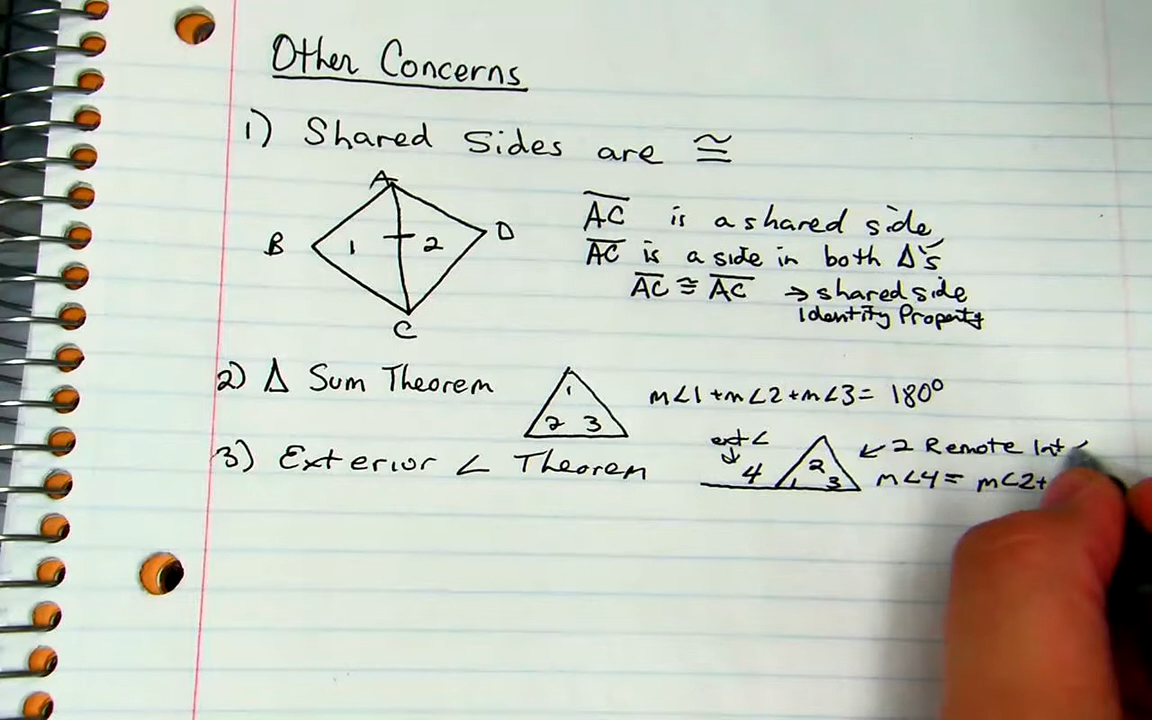 Other Concerns
1) Shared Sides are ≅
A
B 1 2 D
C
AC is a shared side,
AC is a side in both Δ's
AC ≅ AC → shared side
Identity Property
2) Δ Sum Theorem
1
2 3
m∠1+m∠2+m∠3= 180°
3) Exterior ∠ Theorem
ext ∠
4 1 2 3
← 2 Remote Int ∠
m∠4= m∠2+